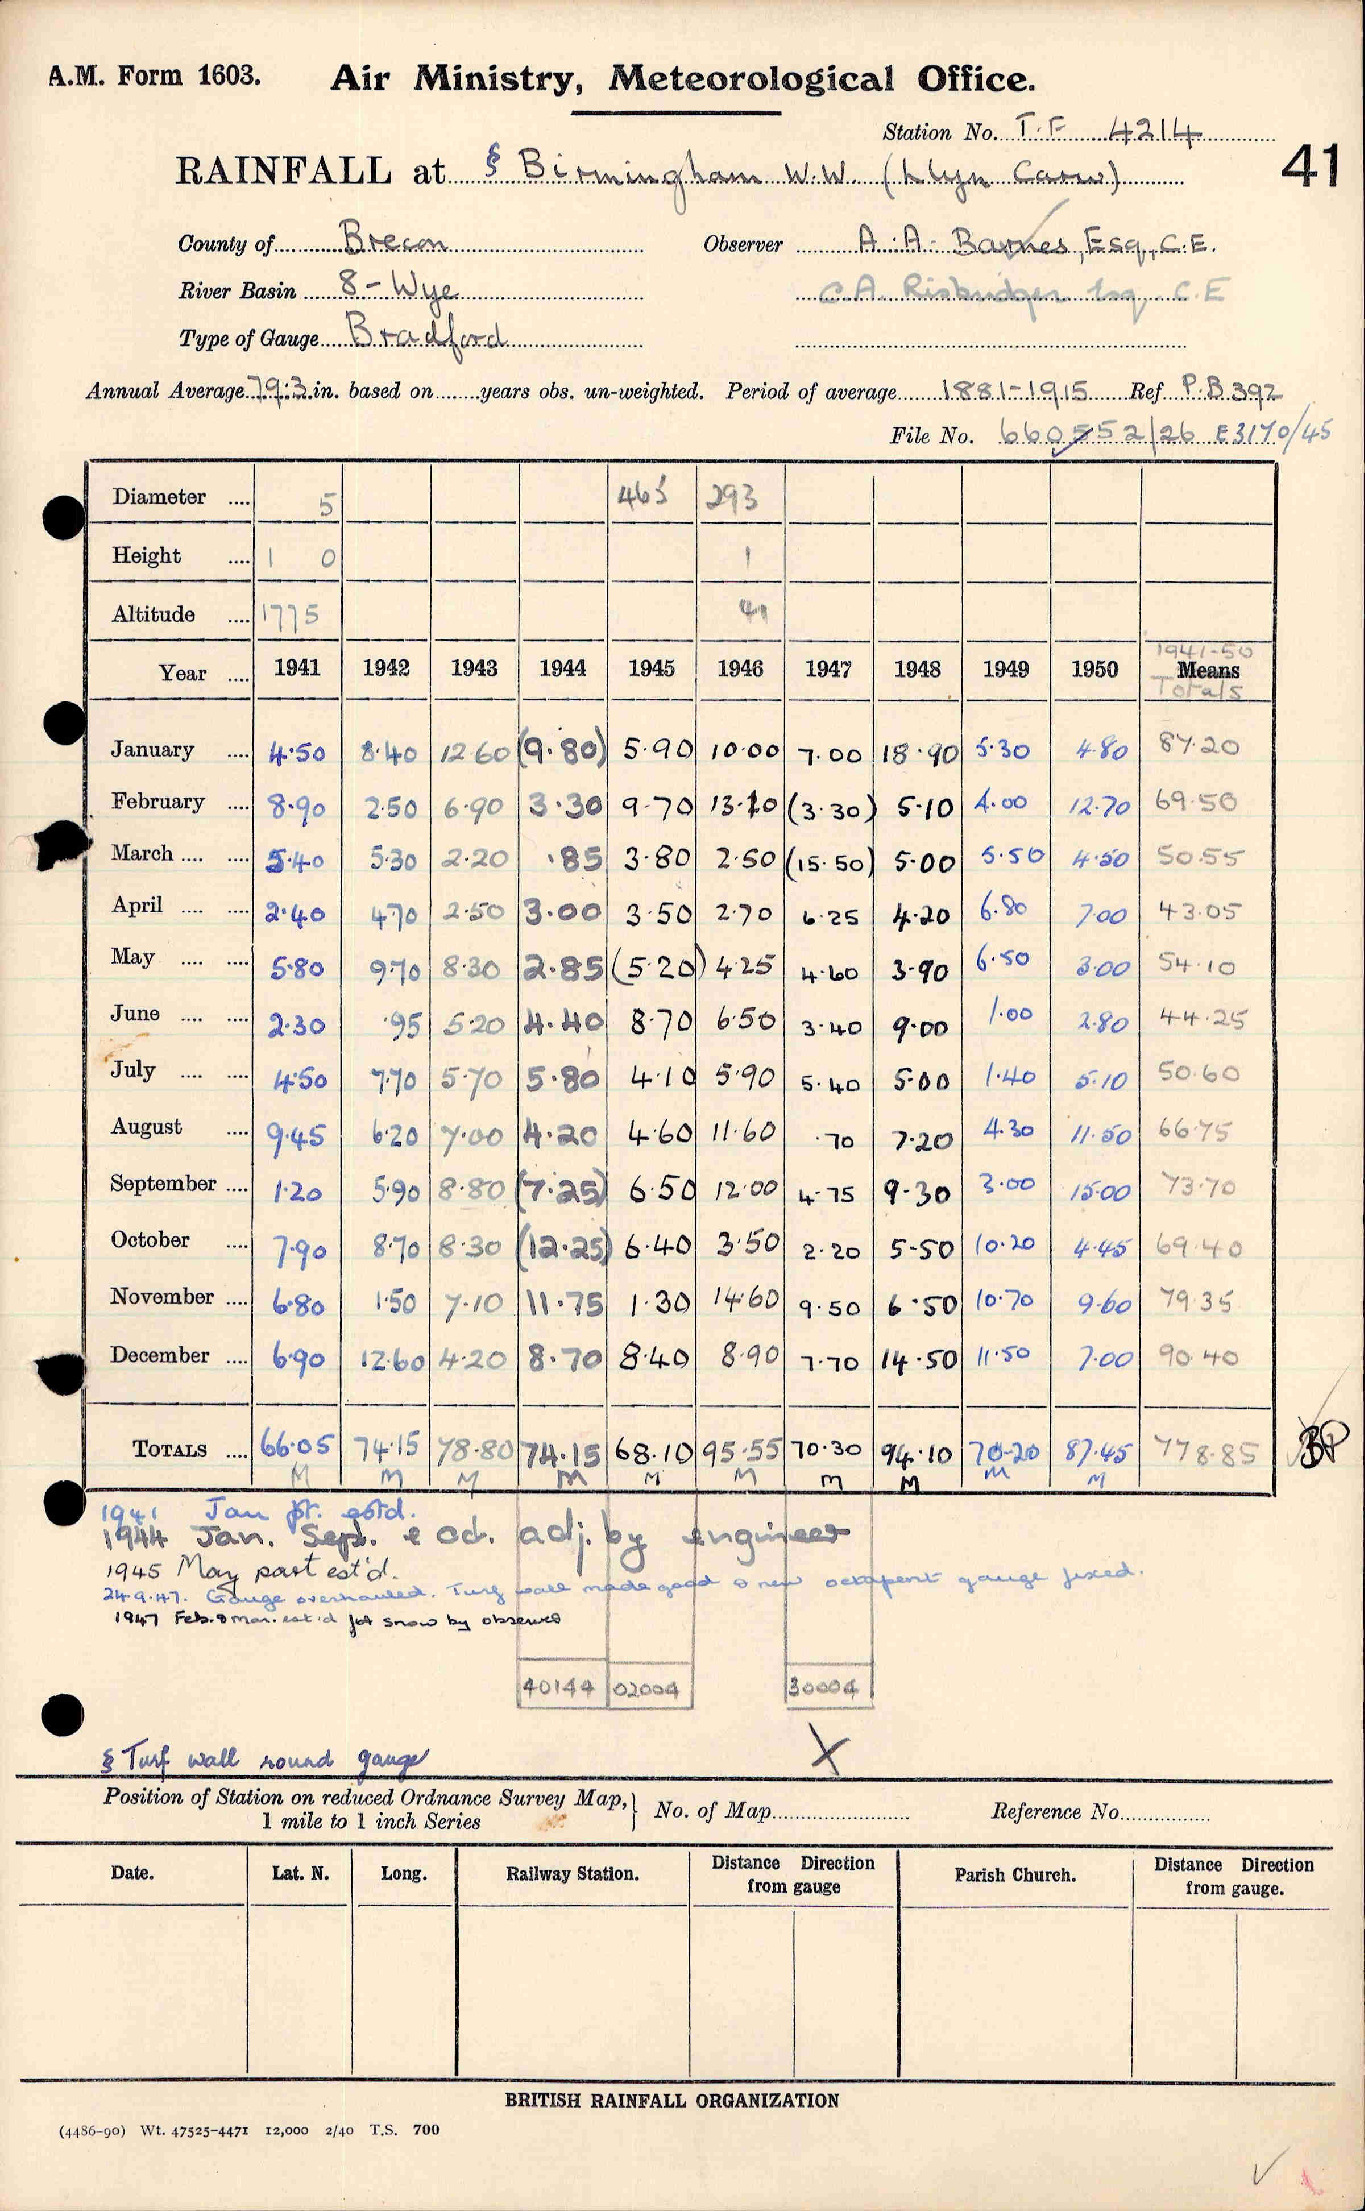 A.M. Form 1603. Air Ministry, Meteorological Office.
Station No. T.F 4214
41
RAINFALL at § Birmingham W.W. (Llyn Carw)
County of Brecon Observer A. A. Barnes, Esq., C.E.
River Basin 8 - Wye C.A. Risbridger Esq. C.E
Type of Gauge Bradford
Annual Average 79.3 in. based on years obs. un-weighted. Period of average 1881-1915 Ref P.B 392
File No. 660552/26 E3170/45
Diameter .... 5 465 293
Height .... 1 0 1
Altitude .... 1775 41
Year .... 1941 1942 1943 1944 1945 1946 1947 1948 1949 1950 1941-50 Means Totals
January .... 4.50 8.40 12.60 (9.80) 5.90 10.00 7.00 18.90 5.30 4.80 87.20
February .... 8.90 2.50 6.90 3.30 9.70 13.10 (3.30) 5.10 4.00 12.70 69.50
March .... .... 5.40 5.30 2.20 .85 3.80 2.50 (15.50) 5.00 5.50 4.50 50.55
April .... .... 2.40 4.70 2.50 3.00 3.50 2.70 6.25 4.20 6.80 7.00 43.05
May .... .... 5.80 9.70 8.30 2.85 (5.20) 4.25 4.60 3.90 6.50 3.00 54.10
June .... .... 2.30 .95 5.20 4.40 8.70 6.50 3.40 9.00 1.00 2.80 44.25
July .... .... 4.50 7.70 5.70 5.80 4.10 5.90 5.40 5.00 1.40 5.10 50.60
August .... 9.45 6.20 7.00 4.20 4.60 11.60 .70 7.20 4.30 11.50 66.75
September .... 1.20 5.90 8.80 (7.25) 6.50 12.00 4.75 9.30 3.00 15.00 73.70
October .... 7.90 8.70 8.30 (12.25) 6.40 3.50 2.20 5.50 10.20 4.45 69.40
November .... 6.80 1.50 7.10 11.75 1.30 14.60 9.50 6.50 10.70 9.60 79.35
December .... 6.90 12.60 4.20 8.70 8.40 8.90 7.70 14.50 11.50 7.00 90.40
TOTALS .... 66.05 74.15 78.80 74.15 68.10 95.55 70.30 94.10 70.20 87.45 778.85
M M M M M M M M M M
1941 Jan pt. estd.
1944 Jan. Sept. & Oct. adj. by engineer
1945 May part est'd.
24.9.47. Gauge overhauled. Turf wall made good & new octapent gauge fixed.
1947 Feb. & Mar. est'd for snow by observer
40144 02004 30004
X
§ Turf wall round gauge
Position of Station on reduced Ordnance Survey Map, 1 mile to 1 inch Series } No. of Map Reference No.
Date. Lat. N. Long. Railway Station. Distance Direction from gauge Parish Church. Distance Direction from gauge.
BRITISH RAINFALL ORGANIZATION
(4486-90) Wt. 47525-4471 12,000 2/40 T.S. 700